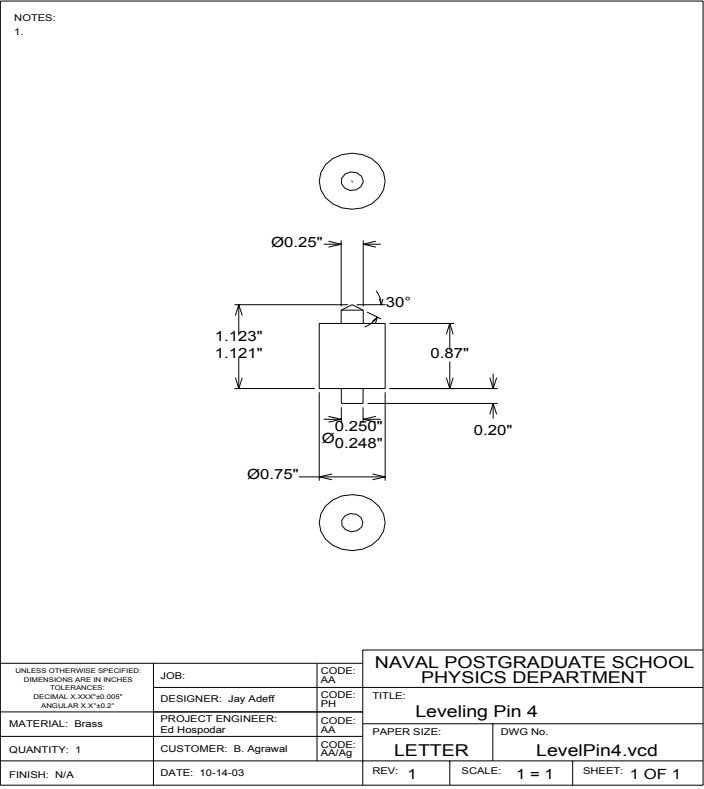 NOTES:
1.
Ø0.25"
30°
1.123"
1.121"
0.87"
0.250"
Ø0.248"
0.20"
Ø0.75"
UNLESS OTHERWISE SPECIFIED:
DIMENSIONS ARE IN INCHES
TOLERANCES:
DECIMAL X.XXX"±0.005"
ANGULAR X.X°±0.2°
MATERIAL: Brass
QUANTITY: 1
FINISH: N/A
JOB:
CODE:
AA
DESIGNER: Jay Adeff
CODE:
PH
PROJECT ENGINEER:
Ed Hospodar
CODE:
AA
CUSTOMER: B. Agrawal
CODE:
AA/Ag
DATE: 10-14-03
NAVAL POSTGRADUATE SCHOOL
PHYSICS DEPARTMENT
TITLE:
Leveling Pin 4
PAPER SIZE:
LETTER
DWG No.
LevelPin4.vcd
REV: 1
SCALE: 1 = 1
SHEET: 1 OF 1